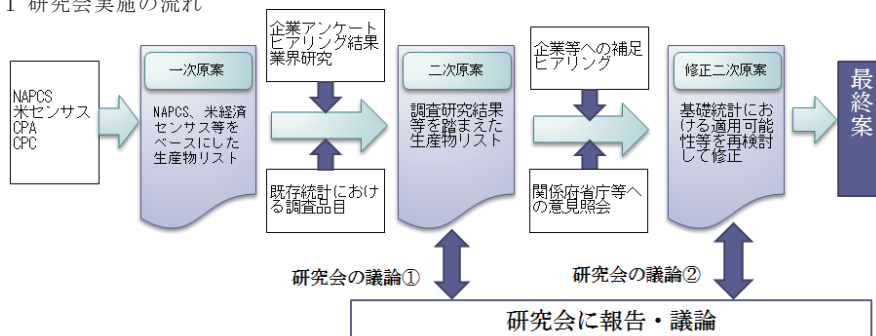 1 研究会実施の流れ
NAPCS
米センサス
CPA
CPC
一次原案
NAPCS、米経済
センサス等を
ベースにした
生産物リスト
企業アンケート
ヒアリング結果
業界研究
既存統計におけ
る調査品目
二次原案
調査研究結果
等を踏まえた
生産物リスト
企業等への補足
ヒアリング
関係府省庁等へ
の意見照会
修正二次原案
基礎統計にお
ける適用可能
性等を再検討
して修正
最終案
研究会の議論①
研究会の議論②
研究会に報告・議論